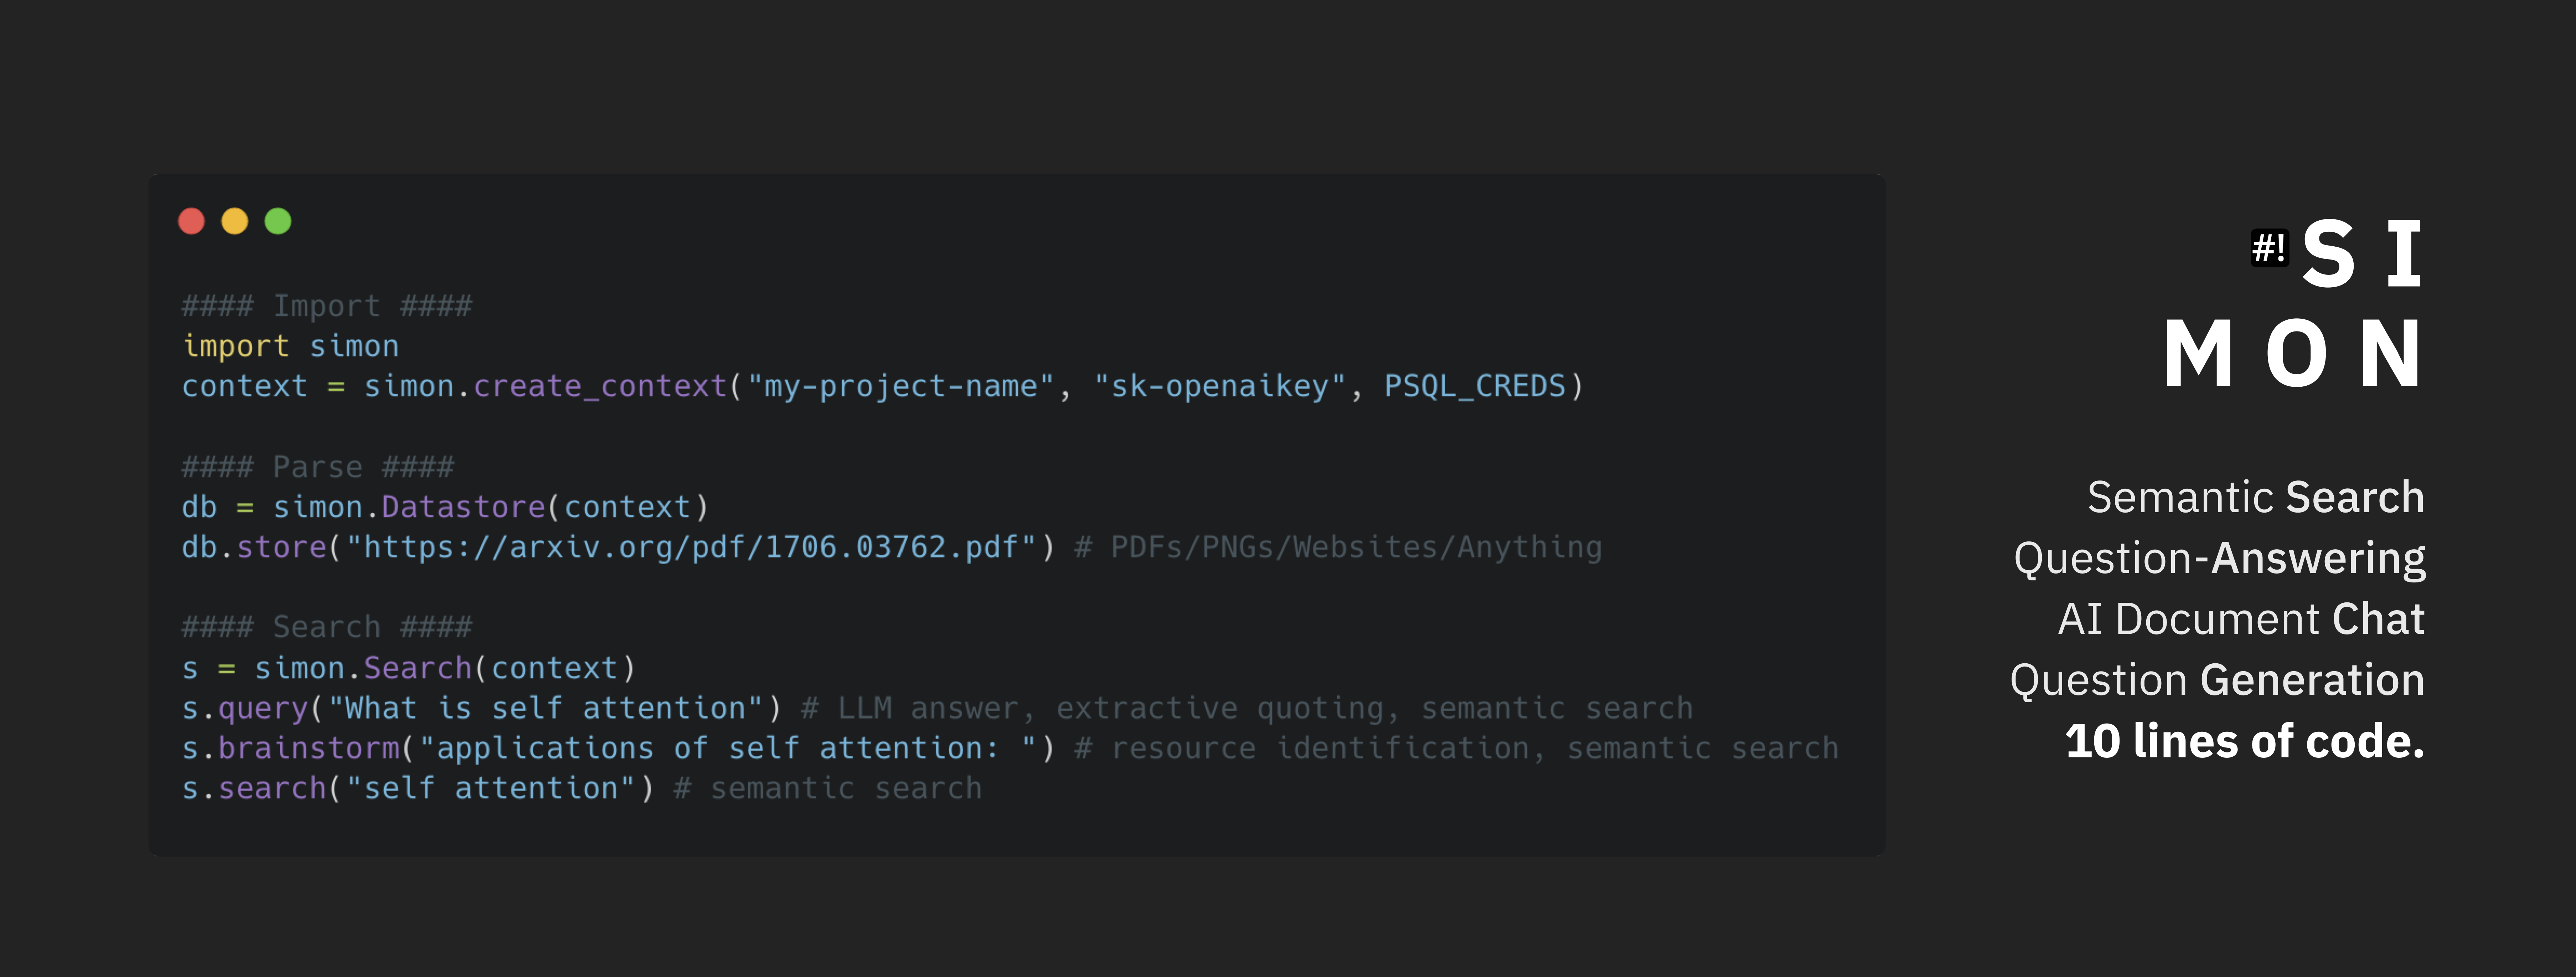 #### Import ####
import simon
context = simon.create_context("my-project-name", "sk-openaikey", PSQL_CREDS)
#### Parse ####
db = simon.Datastore(context)
db.store("https://arxiv.org/pdf/1706.03762.pdf") # PDFs/PNGs/Websites/Anything
#### Search ####
s = simon.Search(context)
s.query("What is self attention") # LLM answer, extractive quoting, semantic search
s.brainstorm("applications of self attention: ") # resource identification, semantic search
s.search("self attention") # semantic search
#! S I
M O N
Semantic Search
Question-Answering
AI Document Chat
Question Generation
10 lines of code.